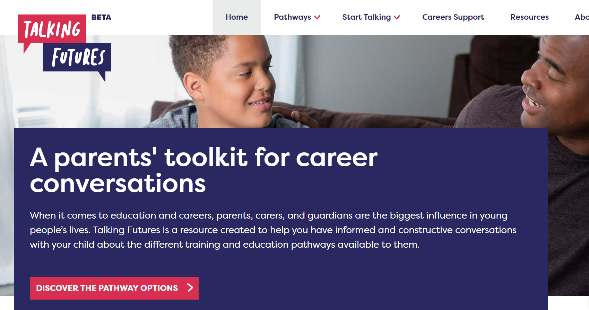 TALKING FUTURES BETA
Home Pathways Start Talking Careers Support Resources Abo
A parents' toolkit for career
conversations
When it comes to education and careers, parents, carers, and guardians are the biggest influence in young
people's lives. Talking Futures is a resource created to help you have informed and constructive conversations
with your child about the different training and education pathways available to them.
DISCOVER THE PATHWAY OPTIONS